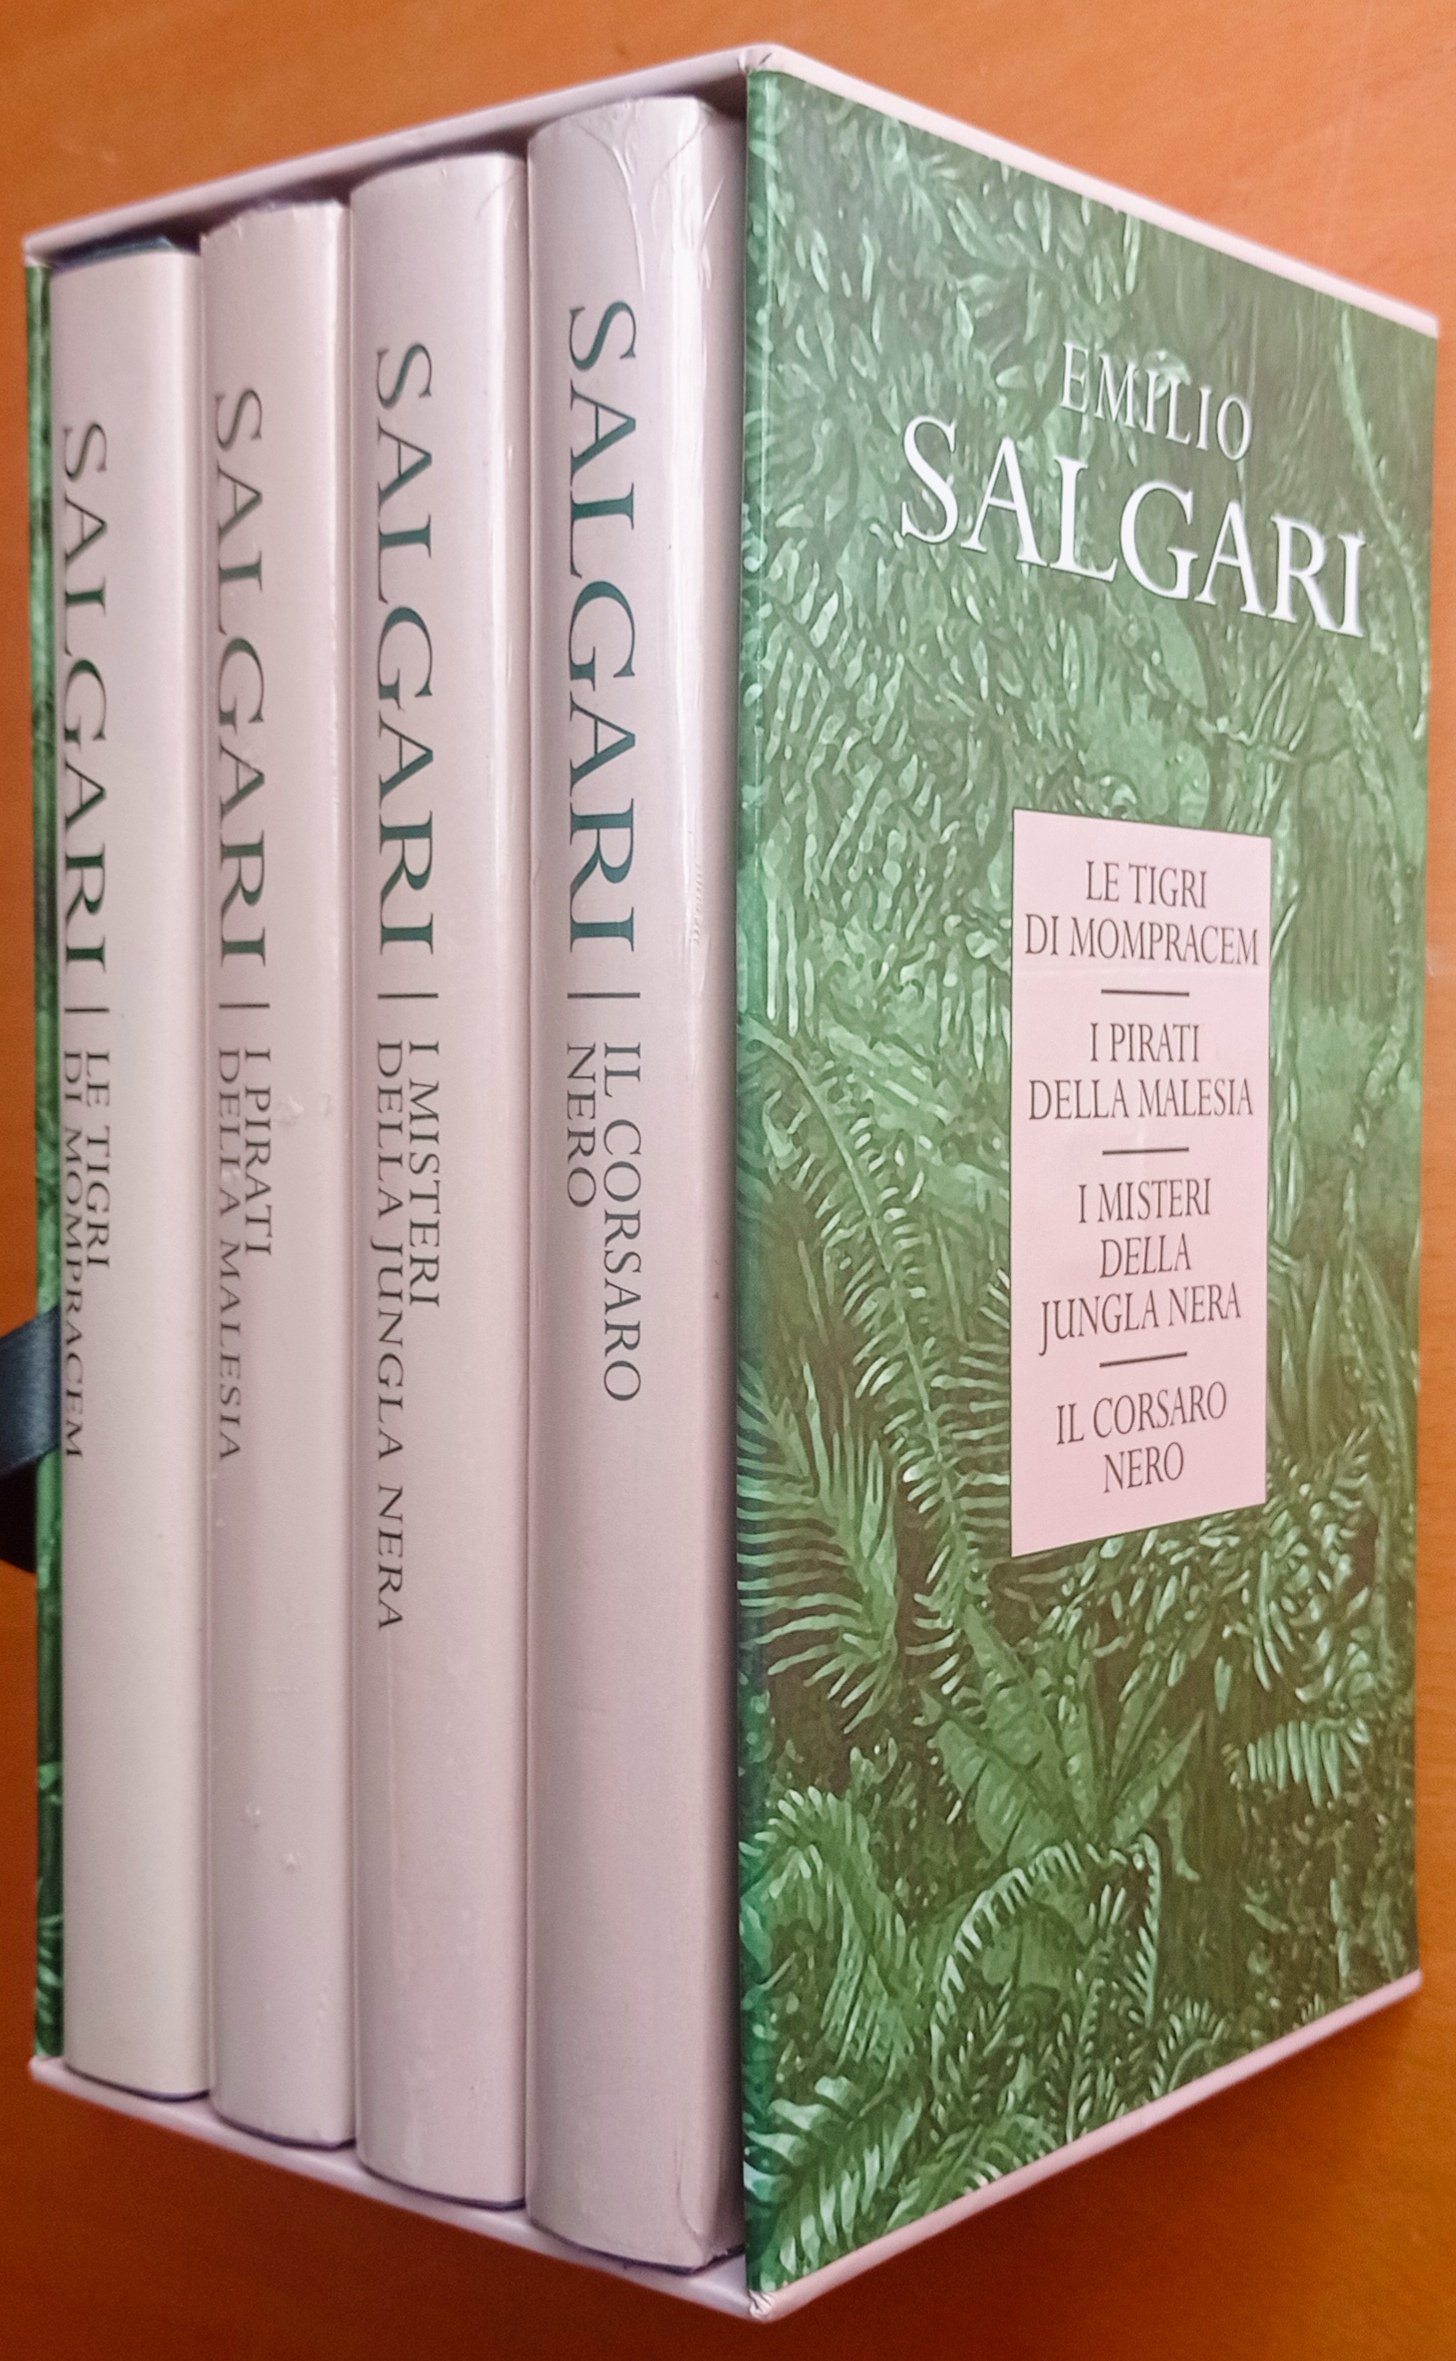 SALGARI | LE TIGRI
DI MOMPRACEM
SALGARI | I PIRATI
DELLA MALESIA
SALGARI | I MISTERI
DELLA JUNGLA NERA
SALGARI | IL CORSARO
NERO
EMILIO
SALGARI
LE TIGRI
DI MOMPRACEM
I PIRATI
DELLA MALESIA
I MISTERI
DELLA
JUNGLA NERA
IL CORSARO
NERO